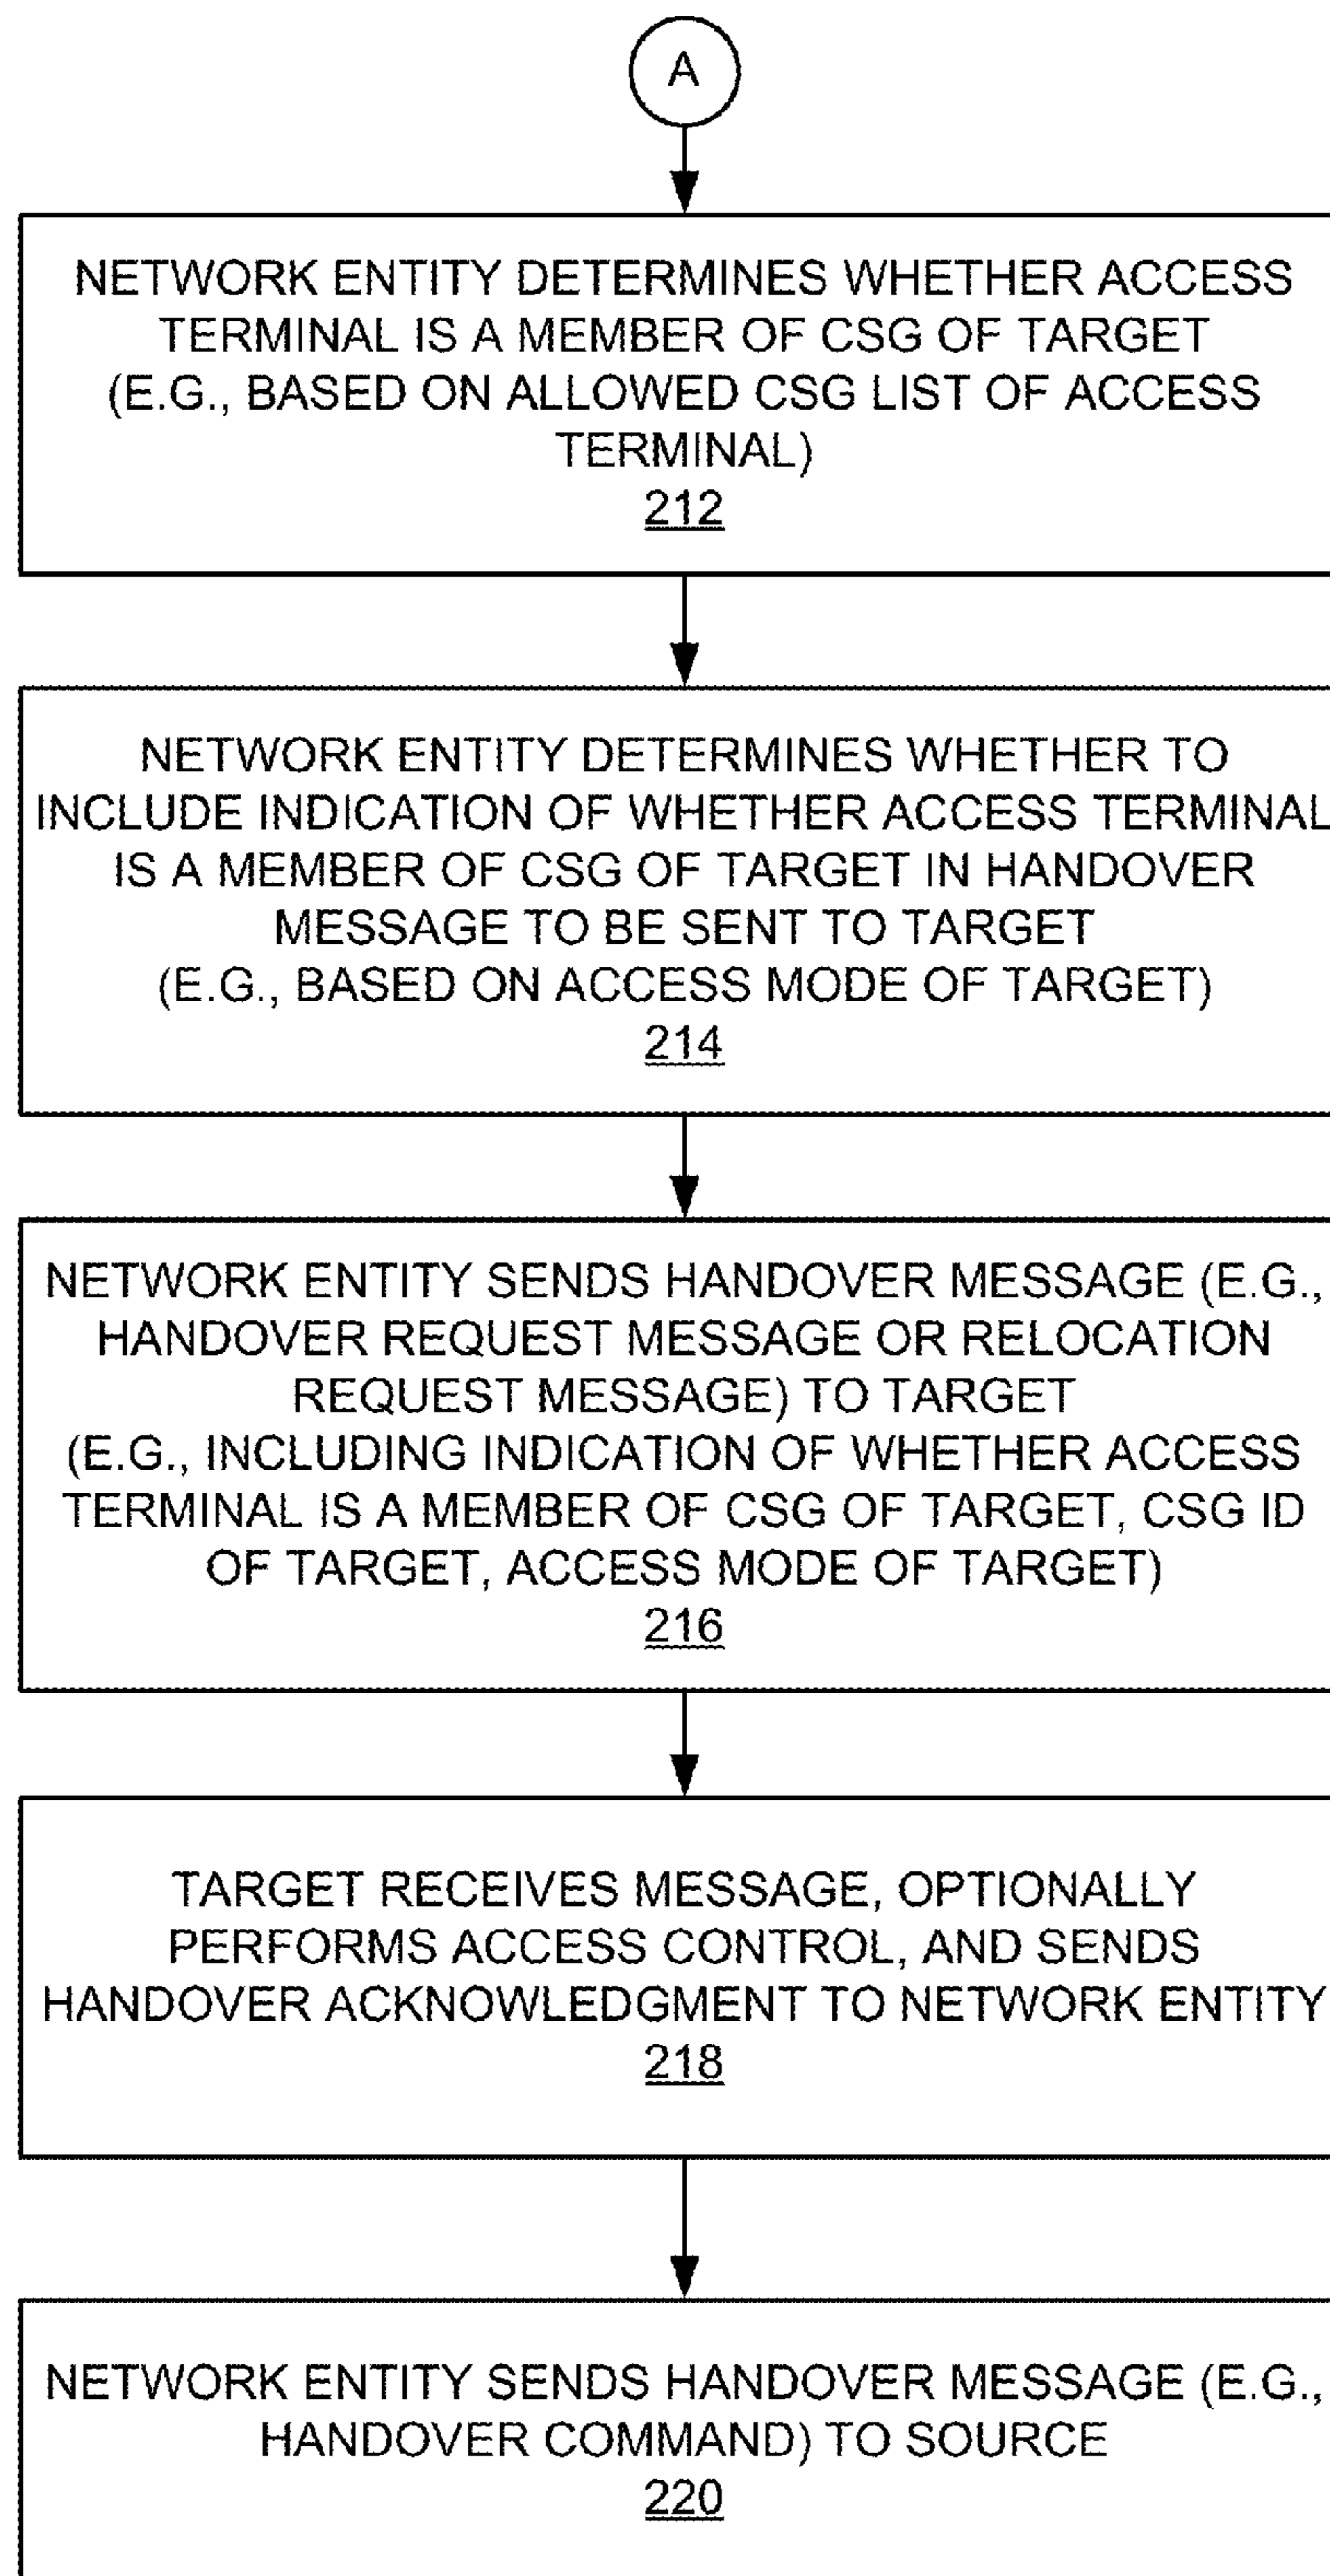 A
NETWORK ENTITY DETERMINES WHETHER ACCESS
TERMINAL IS A MEMBER OF CSG OF TARGET
(E.G., BASED ON ALLOWED CSG LIST OF ACCESS
TERMINAL)
212
NETWORK ENTITY DETERMINES WHETHER TO
INCLUDE INDICATION OF WHETHER ACCESS TERMINAL
IS A MEMBER OF CSG OF TARGET IN HANDOVER
MESSAGE TO BE SENT TO TARGET
(E.G., BASED ON ACCESS MODE OF TARGET)
214
NETWORK ENTITY SENDS HANDOVER MESSAGE (E.G.,
HANDOVER REQUEST MESSAGE OR RELOCATION
REQUEST MESSAGE) TO TARGET
(E.G., INCLUDING INDICATION OF WHETHER ACCESS
TERMINAL IS A MEMBER OF CSG OF TARGET, CSG ID
OF TARGET, ACCESS MODE OF TARGET)
216
TARGET RECEIVES MESSAGE, OPTIONALLY
PERFORMS ACCESS CONTROL, AND SENDS
HANDOVER ACKNOWLEDGMENT TO NETWORK ENTITY
218
NETWORK ENTITY SENDS HANDOVER MESSAGE (E.G.,
HANDOVER COMMAND) TO SOURCE
220